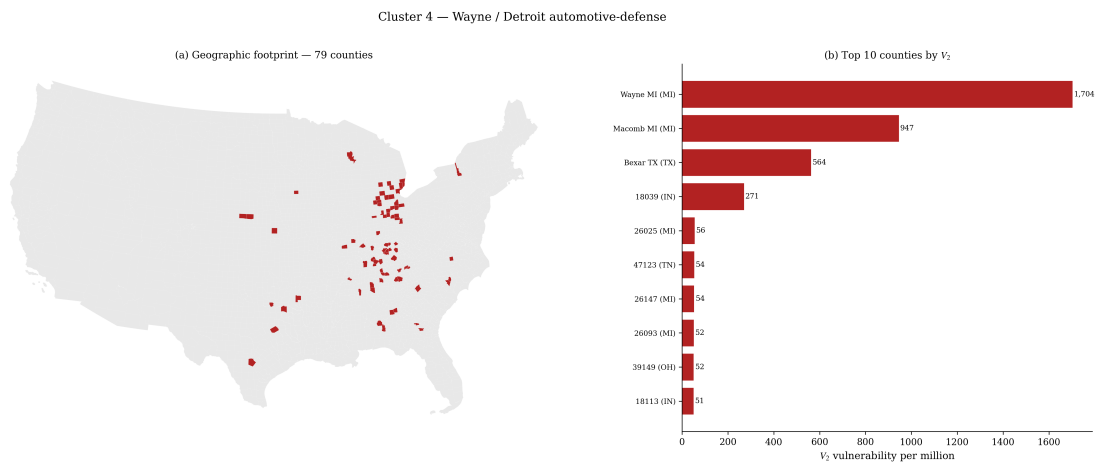 Cluster 4 — Wayne / Detroit automotive-defense
(a) Geographic footprint — 79 counties
(b) Top 10 counties by V₂
Wayne MI (MI)
1,704
Macomb MI (MI)
947
Bexar TX (TX)
564
18039 (IN)
271
26025 (MI)
56
47123 (TN)
54
26147 (MI)
54
26093 (MI)
52
39149 (OH)
52
18113 (IN)
51
0 200 400 600 800 1000 1200 1400 1600
V₂ vulnerability per million